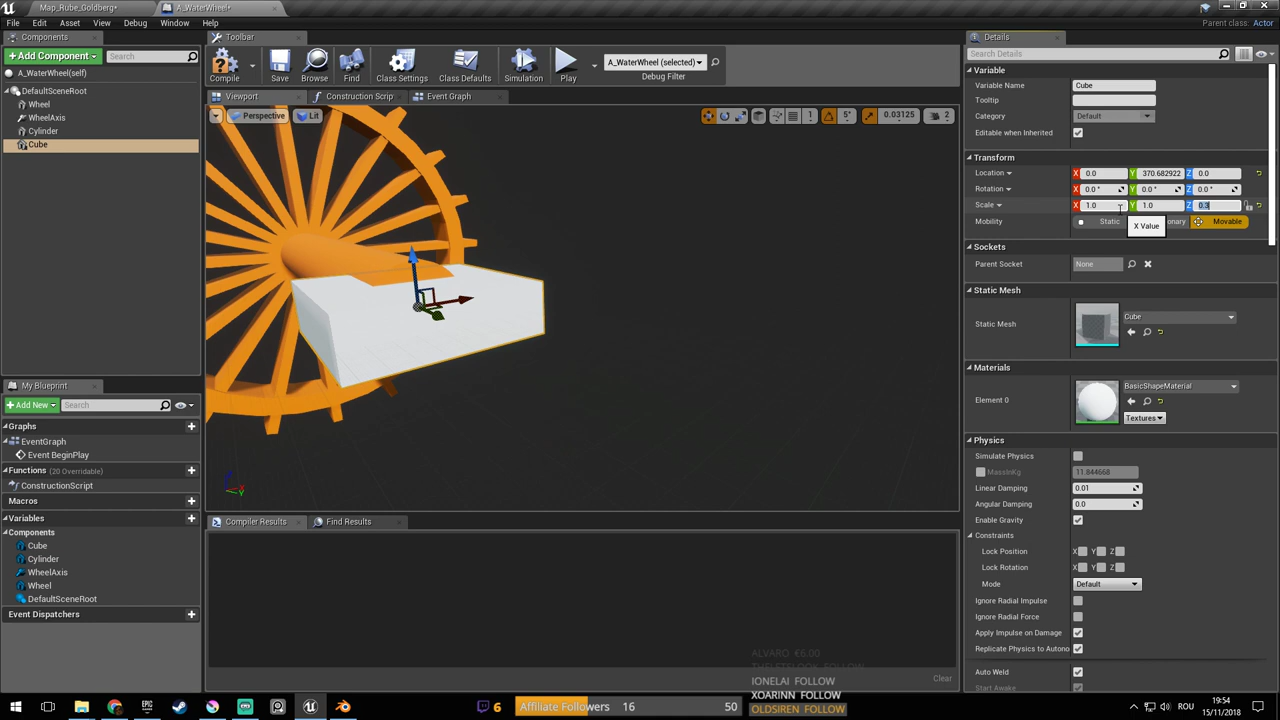 Map_Rube_Goldberg*
A_WaterWheel*
File Edit Asset View Debug Window Help
Parent class: Actor
Components
Toolbar
Details
+ Add Component
Search
A_WaterWheel(self)
DefaultSceneRoot
Wheel
WheelAxis
Cylinder
Cube
Compile
Save
Browse
Find
Class Settings
Class Defaults
Simulation
Play
A_WaterWheel (selected)
Debug Filter
Viewport
Construction Scrip
Event Graph
Perspective
Lit
1
5°
0.03125
2
Search Details
Variable
Variable Name
Cube
Tooltip
Category
Default
Editable when Inherited
Transform
Location
X 0.0 Y 370.682922 Z 0.0
Rotation
X 0.0 ° Y 0.0 ° Z 0.0 °
Scale
X 1.0 Y 1.0 Z 0.3
Mobility
Static
onary
Movable
X Value
Sockets
Parent Socket
None
Static Mesh
Static Mesh
Cube
Materials
Element 0
BasicShapeMaterial
Textures
Physics
Simulate Physics
MassInKg
11.844668
Linear Damping
0.01
Angular Damping
0.0
Enable Gravity
Constraints
Lock Position
X Y Z
Lock Rotation
X Y Z
Mode
Default
Ignore Radial Impulse
Ignore Radial Force
Apply Impulse on Damage
Replicate Physics to Autono
Auto Weld
Start Awake
My Blueprint
+ Add New
Search
Graphs
EventGraph
Event BeginPlay
Functions (20 Overridable)
ConstructionScript
Macros
Variables
Components
Cube
Cylinder
WheelAxis
Wheel
DefaultSceneRoot
Event Dispatchers
Compiler Results
Find Results
Clear
ALVARO €6.00
IONELAI FOLLOW
XOARINN FOLLOW
OLDSIREN FOLLOW
6
Affiliate Followers 16 50
ROU
19:54
15/11/2018